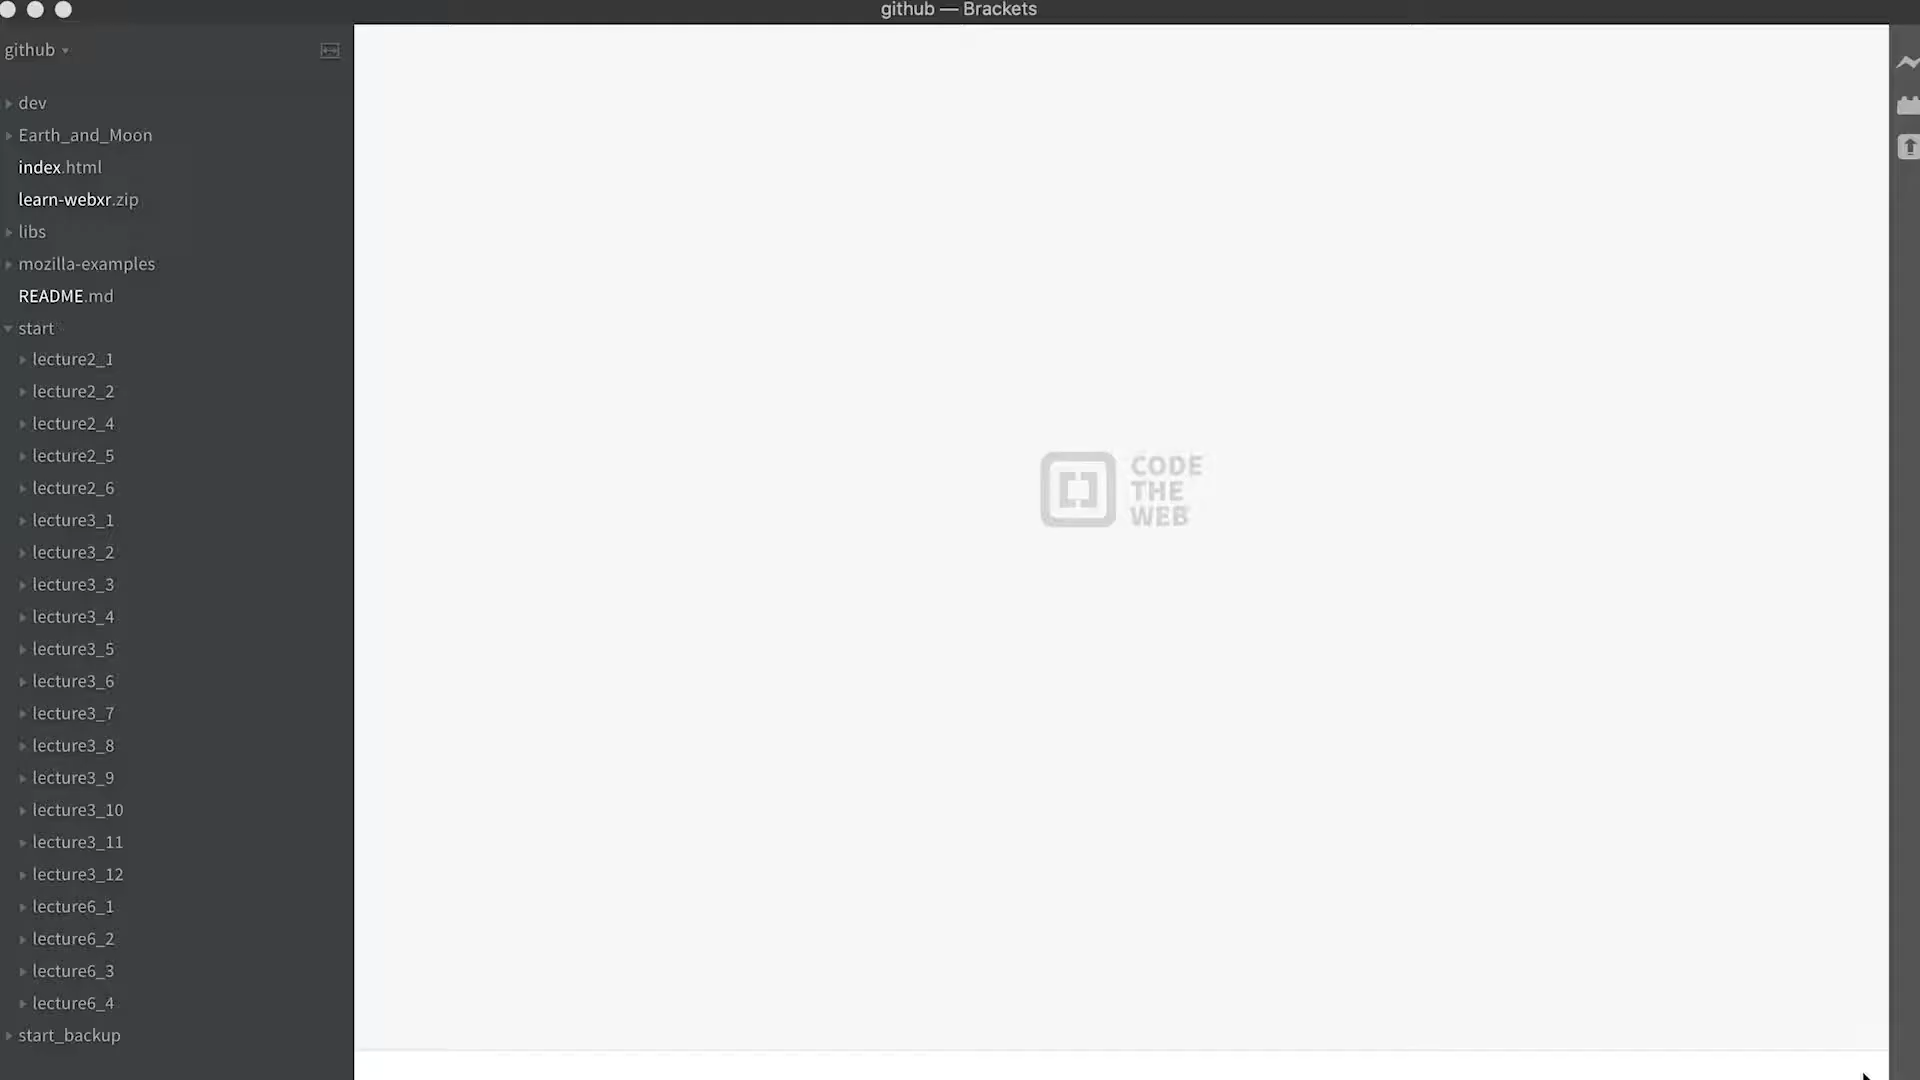 github — Brackets
github
dev
Earth_and_Moon
index.html
learn-webxr.zip
libs
mozilla-examples
README.md
start
lecture2_1
lecture2_2
lecture2_4
lecture2_5
lecture2_6
lecture3_1
lecture3_2
lecture3_3
lecture3_4
lecture3_5
lecture3_6
lecture3_7
lecture3_8
lecture3_9
lecture3_10
lecture3_11
lecture3_12
lecture6_1
lecture6_2
lecture6_3
lecture6_4
start_backup
CODE
THE
WEB